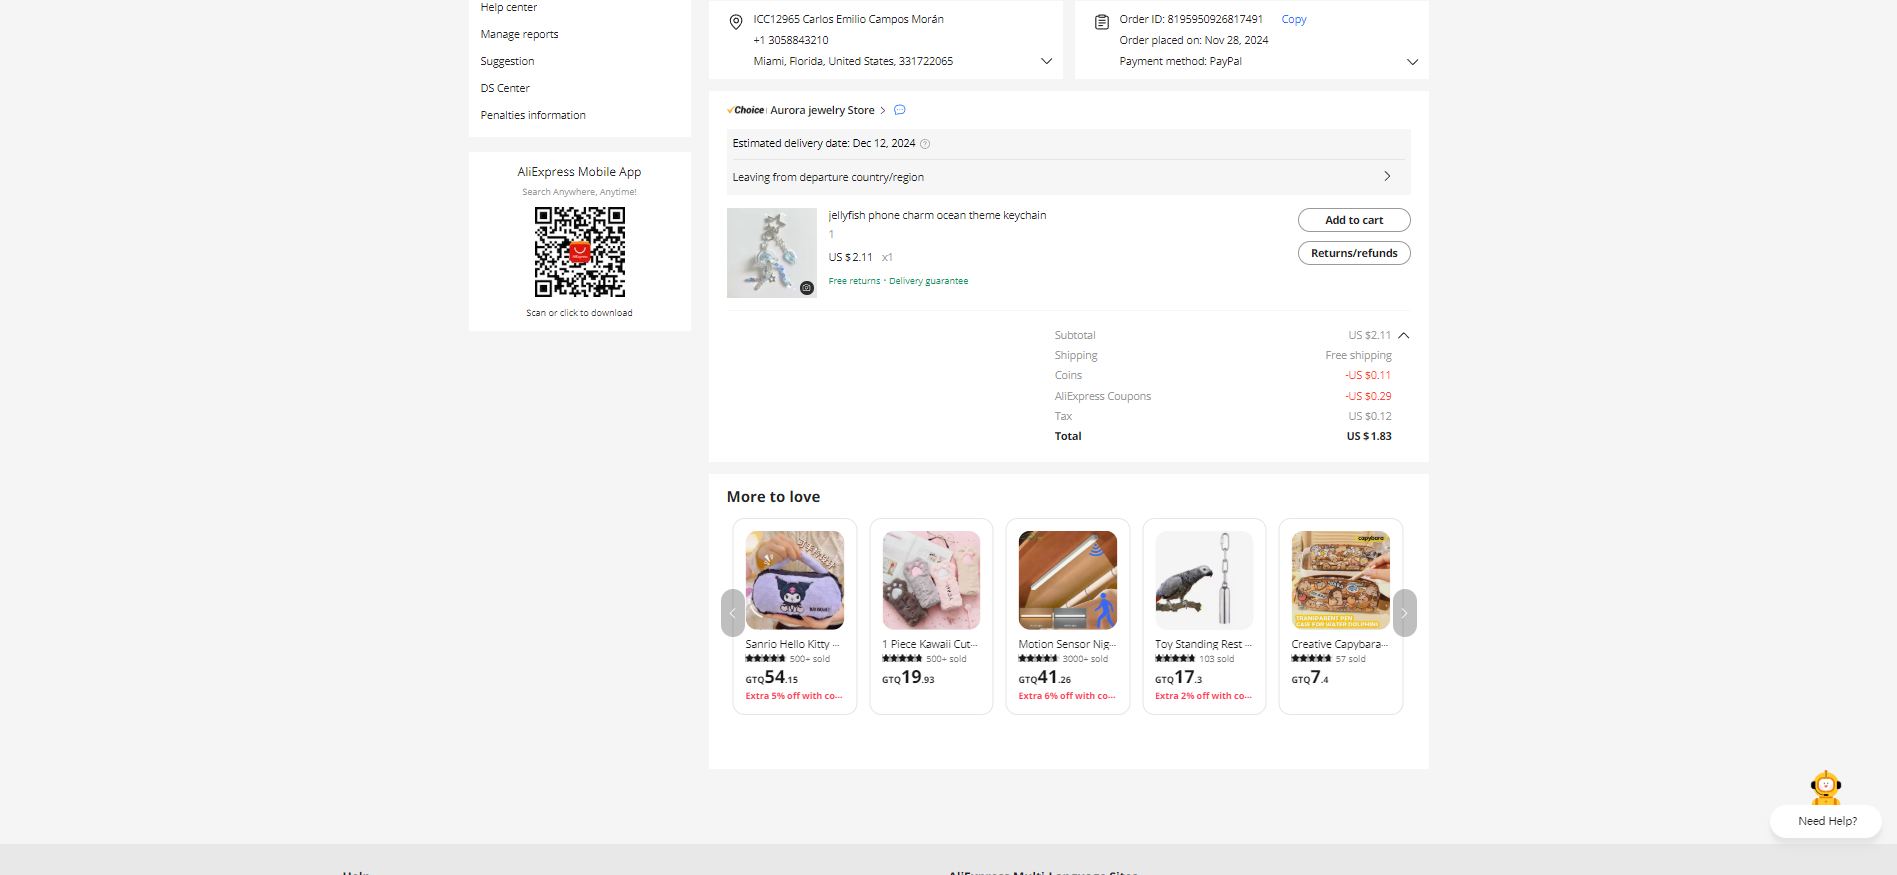 Help center
Manage reports
Suggestion
DS Center
Penalties information
AliExpress Mobile App
Search Anywhere, Anytime!
Scan or click to download
ICC12965 Carlos Emilio Campos Morán
+1 3058843210
Miami, Florida, United States, 331722065
Order ID: 8195950926817491 Copy
Order placed on: Nov 28, 2024
Payment method: PayPal
Choice Aurora jewelry Store
Estimated delivery date: Dec 12, 2024
Leaving from departure country/region
jellyfish phone charm ocean theme keychain
1
US $2.11 x1
Free returns · Delivery guarantee
Add to cart
Returns/refunds
Subtotal US $2.11
Shipping Free shipping
Coins -US $0.11
AliExpress Coupons -US $0.29
Tax US $0.12
Total US $1.83
More to love
Sanrio Hello Kitty ...
500+ sold
GTQ54.15
Extra 5% off with co...
1 Piece Kawaii Cut...
500+ sold
GTQ19.93
Motion Sensor Nig...
3000+ sold
GTQ41.26
Extra 6% off with co...
Toy Standing Rest ...
103 sold
GTQ17.3
Extra 2% off with co...
capybara
TRANSPARENT PEN
CASE FOR WATER DOLPHINS
Creative Capybara...
57 sold
GTQ7.4
Need Help?
Help
AliExpress Multi-Language Sites